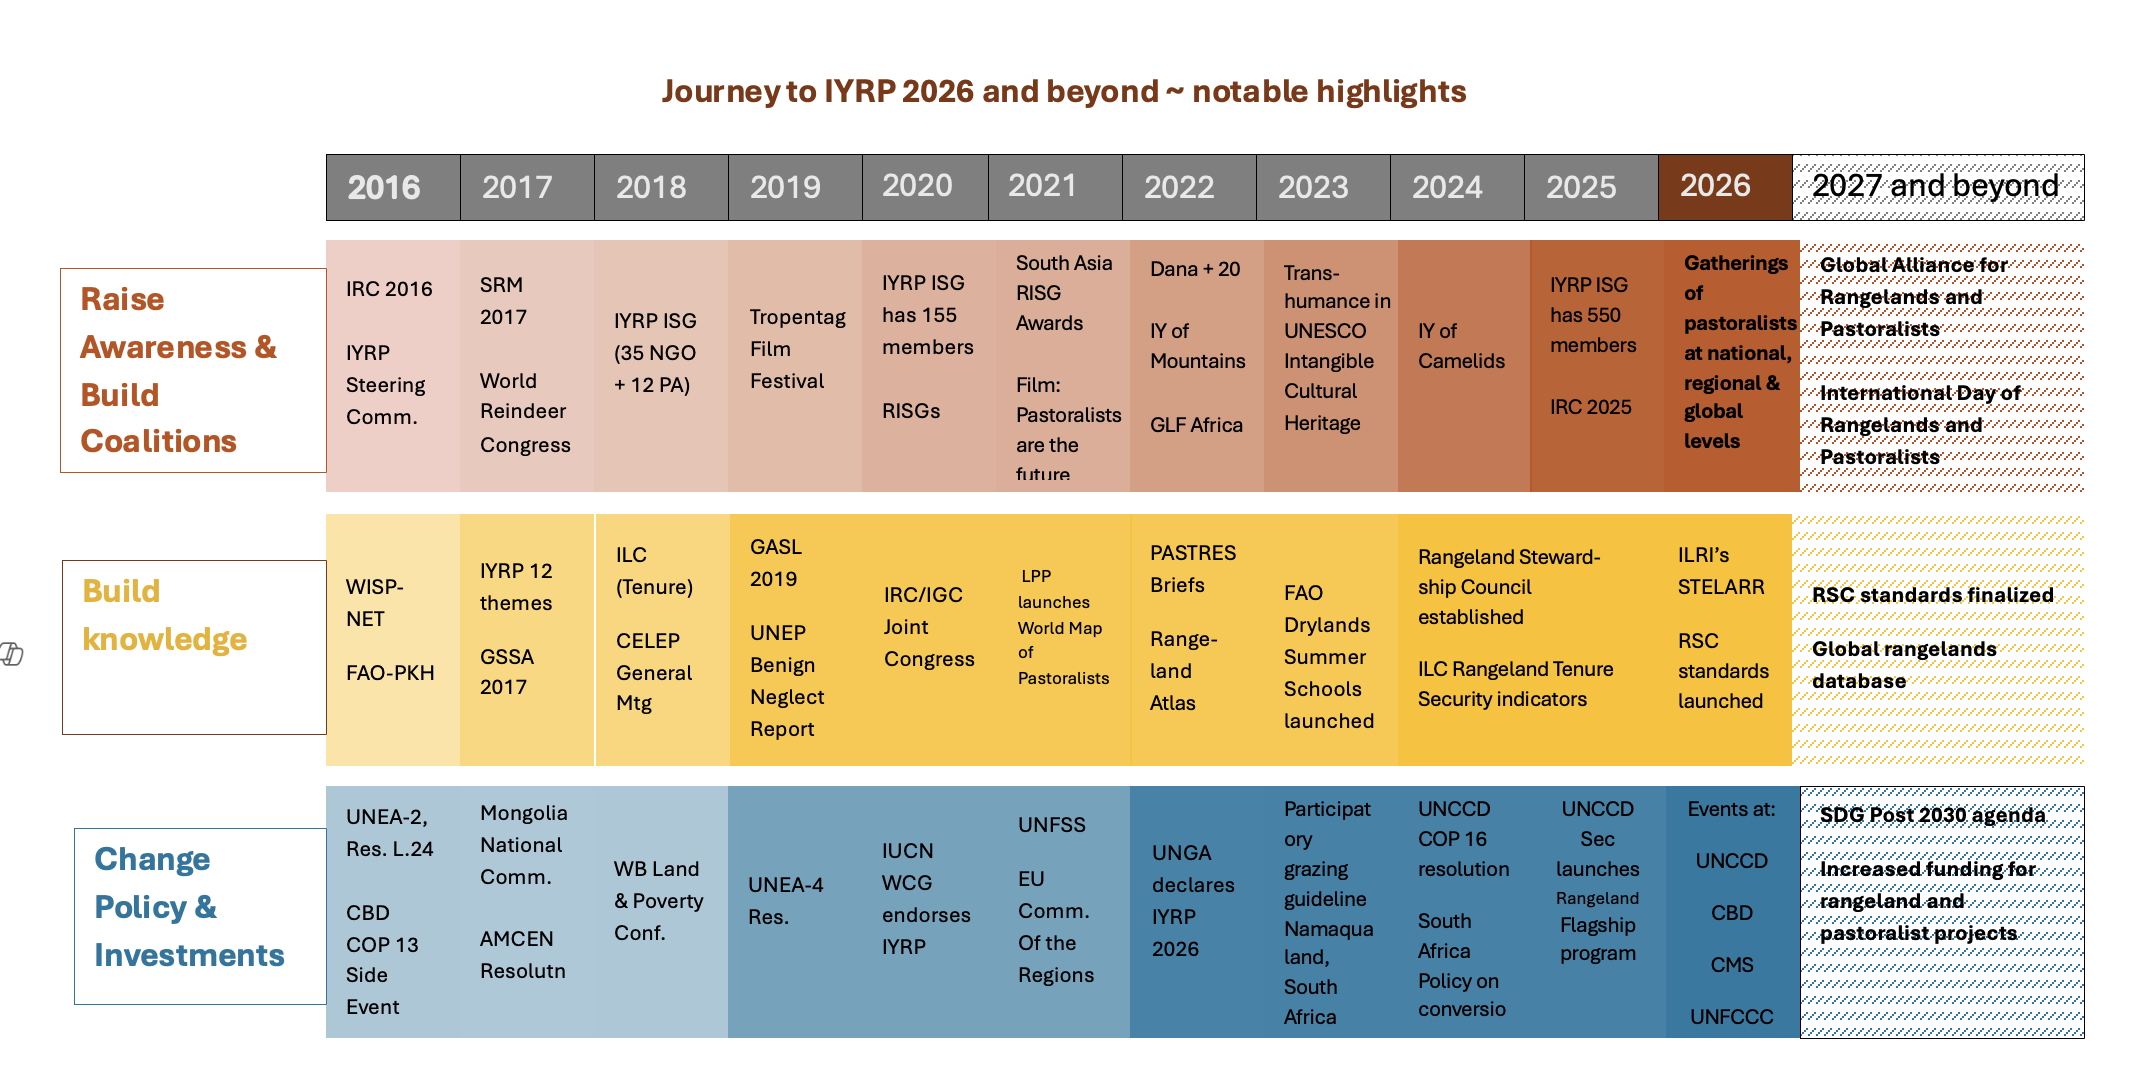 Journey to IYRP 2026 and beyond ~ notable highlights
2016
2017
2018
2019
2020
2021
2022
2023
2024
2025
2026
2027 and beyond
Raise
Awareness &
Build
Coalitions
IRC 2016
IYRP
Steering
Comm.
SRM
2017
World
Reindeer
Congress
IYRP ISG
(35 NGO
+ 12 PA)
Tropentag
Film
Festival
IYRP ISG
has 155
members
RISGs
South Asia
RISG
Awards
Film:
Pastoralists
are the
future
Dana + 20
IY of
Mountains
GLF Africa
Trans-
humance in
UNESCO
Intangible
Cultural
Heritage
IY of
Camelids
IYRP ISG
has 550
members
IRC 2025
Gatherings
of
pastoralists
at national,
regional &
global
levels
Global Alliance for
Rangelands and
Pastoralists
International Day of
Rangelands and
Pastoralists
Build
knowledge
WISP-
NET
FAO-PKH
IYRP 12
themes
GSSA
2017
ILC
(Tenure)
CELEP
General
Mtg
GASL
2019
UNEP
Benign
Neglect
Report
IRC/IGC
Joint
Congress
LPP
launches
World Map
of
Pastoralists
PASTRES
Briefs
Range-
land
Atlas
FAO
Drylands
Summer
Schools
launched
Rangeland Steward-
ship Council
established
ILC Rangeland Tenure
Security indicators
ILRI’s
STELARR
RSC
standards
launched
RSC standards finalized
Global rangelands
database
Change
Policy &
Investments
UNEA-2,
Res. L.24
CBD
COP 13
Side
Event
Mongolia
National
Comm.
AMCEN
Resolutn
WB Land
& Poverty
Conf.
UNEA-4
Res.
IUCN
WCG
endorses
IYRP
UNFSS
EU
Comm.
Of the
Regions
UNGA
declares
IYRP
2026
Participat
ory
grazing
guideline
Namaqua
land,
South
Africa
UNCCD
COP 16
resolution
South
Africa
Policy on
conversio
UNCCD
Sec
launches
Rangeland
Flagship
program
Events at:
UNCCD
CBD
CMS
UNFCCC
SDG Post 2030 agenda
Increased funding for
rangeland and
pastoralist projects